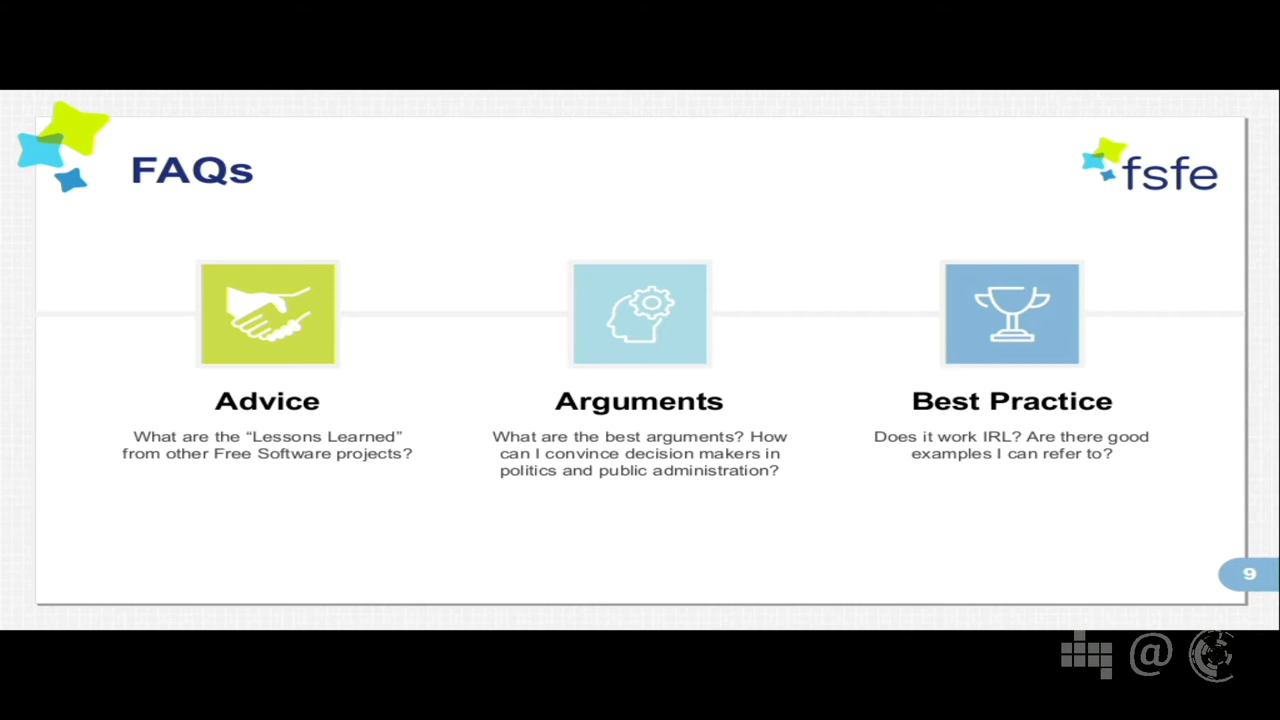 FAQs
fsfe
Advice
What are the “Lessons Learned”
from other Free Software projects?
Arguments
What are the best arguments? How
can I convince decision makers in
politics and public administration?
Best Practice
Does it work IRL? Are there good
examples I can refer to?
9
@